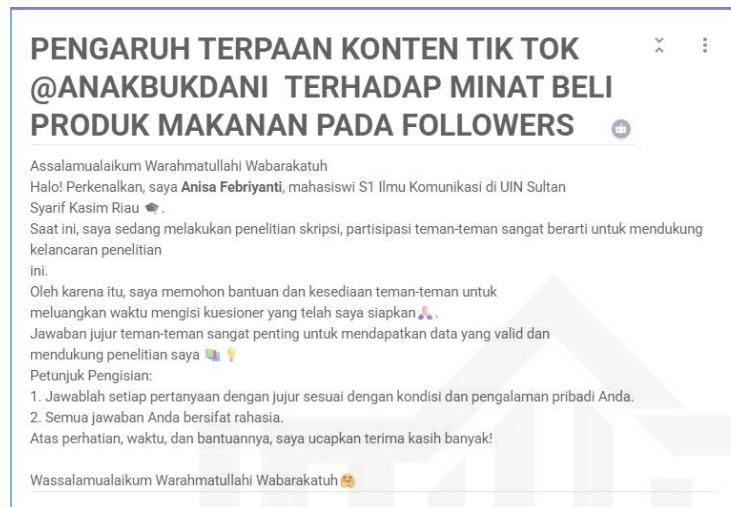 PENGARUH TERPAAN KONTEN TIK TOK
@ANAKBUKDANI TERHADAP MINAT BELI
PRODUK MAKANAN PADA FOLLOWERS
Assalamualaikum Warahmatullahi Wabarakatuh
Halo! Perkenalkan, saya Anisa Febriyanti, mahasiswi S1 Ilmu Komunikasi di UIN Sultan
Syarif Kasim Riau 🎓.
Saat ini, saya sedang melakukan penelitian skripsi, partisipasi teman-teman sangat berarti untuk mendukung
kelancaran penelitian
ini.
Oleh karena itu, saya memohon bantuan dan kesediaan teman-teman untuk
meluangkan waktu mengisi kuesioner yang telah saya siapkan🙏🏻.
Jawaban jujur teman-teman sangat penting untuk mendapatkan data yang valid dan
mendukung penelitian saya 📚💡
Petunjuk Pengisian:
1. Jawablah setiap pertanyaan dengan jujur sesuai dengan kondisi dan pengalaman pribadi Anda.
2. Semua jawaban Anda bersifat rahasia.
Atas perhatian, waktu, dan bantuannya, saya ucapkan terima kasih banyak!
Wassalamualaikum Warahmatullahi Wabarakatuh🤗